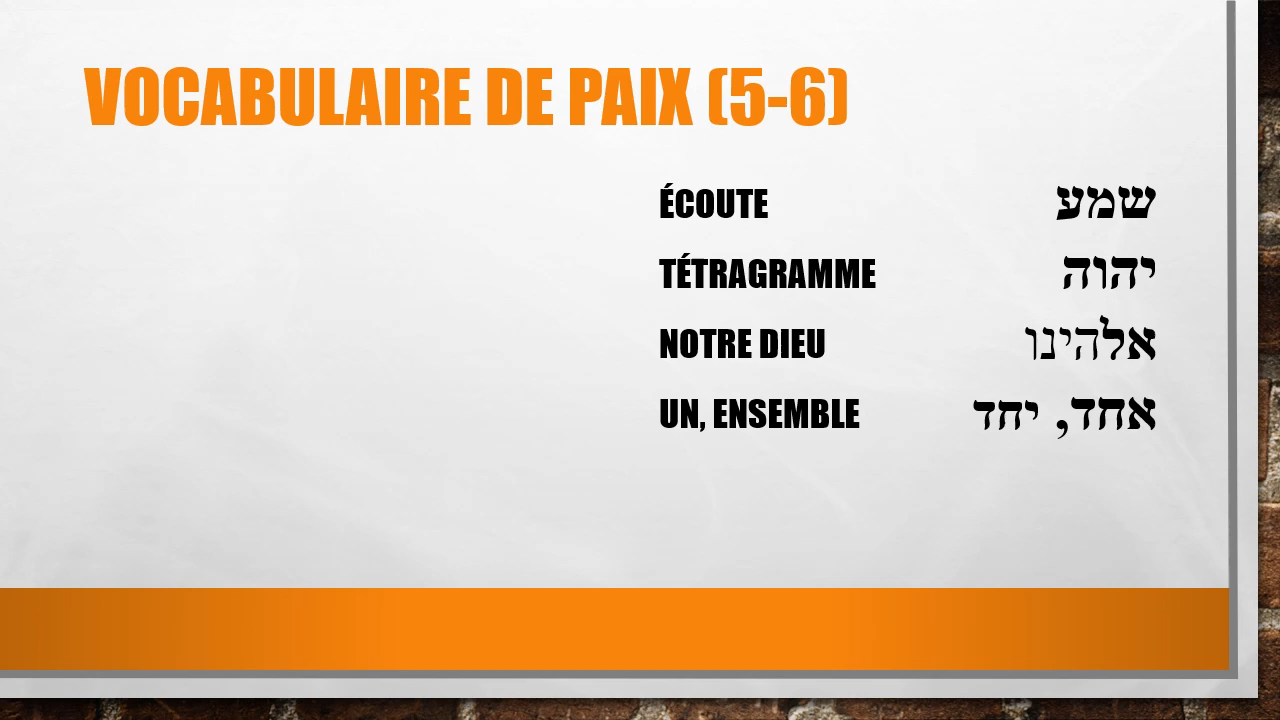 VOCABULAIRE DE PAIX (5-6)
ÉCOUTE שמע
TÉTRAGRAMME יהוה
NOTRE DIEU אלהינו
UN, ENSEMBLE אחד, יחד